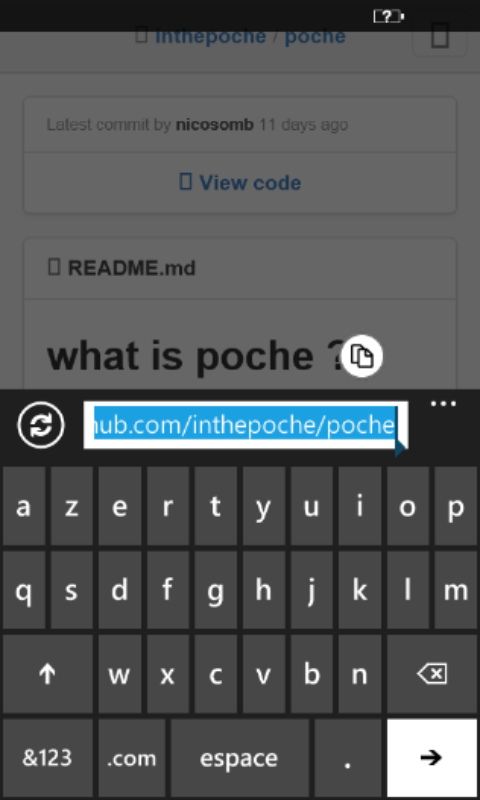 inthepoche / poche
Latest commit by nicosomb 11 days ago
View code
README.md
what is poche ?
hub.com/inthepoche/poche
a z e r t y u i o p
q s d f g h j k l m
w x c v b n
&123 .com espace .